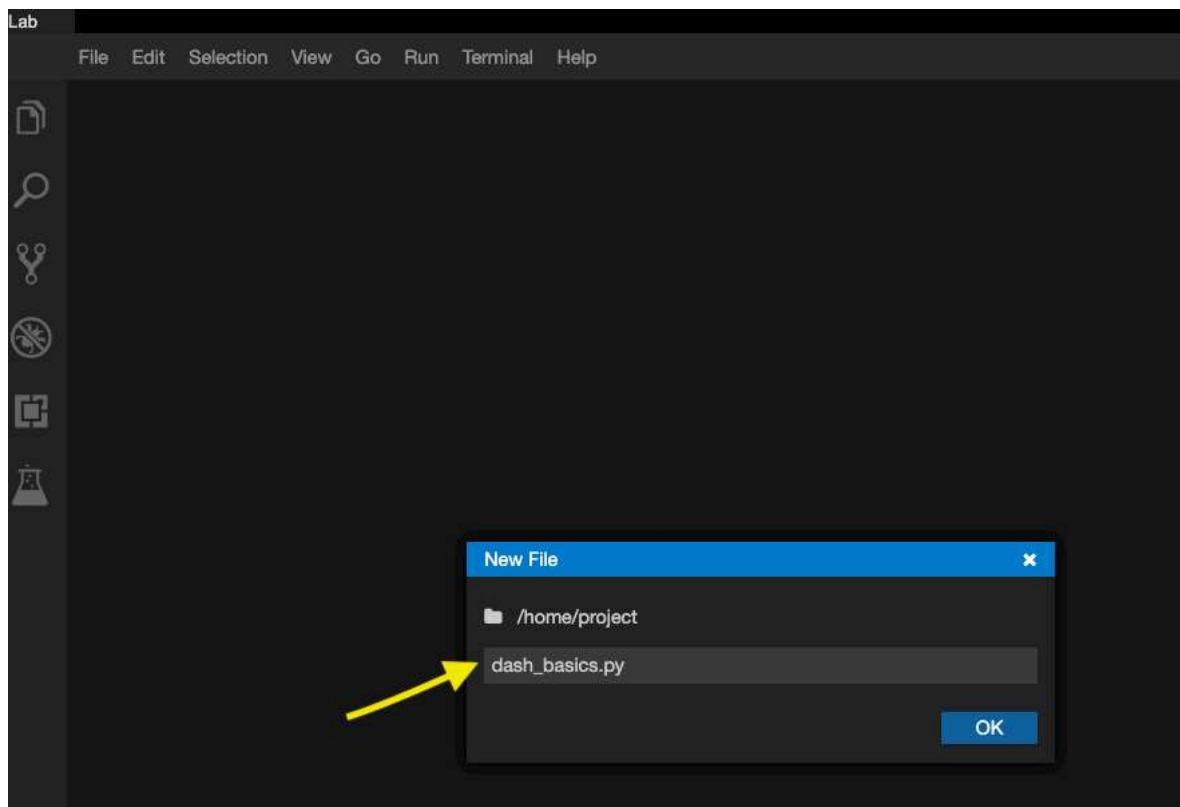 Lab
File Edit Selection View Go Run Terminal Help
New File
/home/project
dash_basics.py
OK